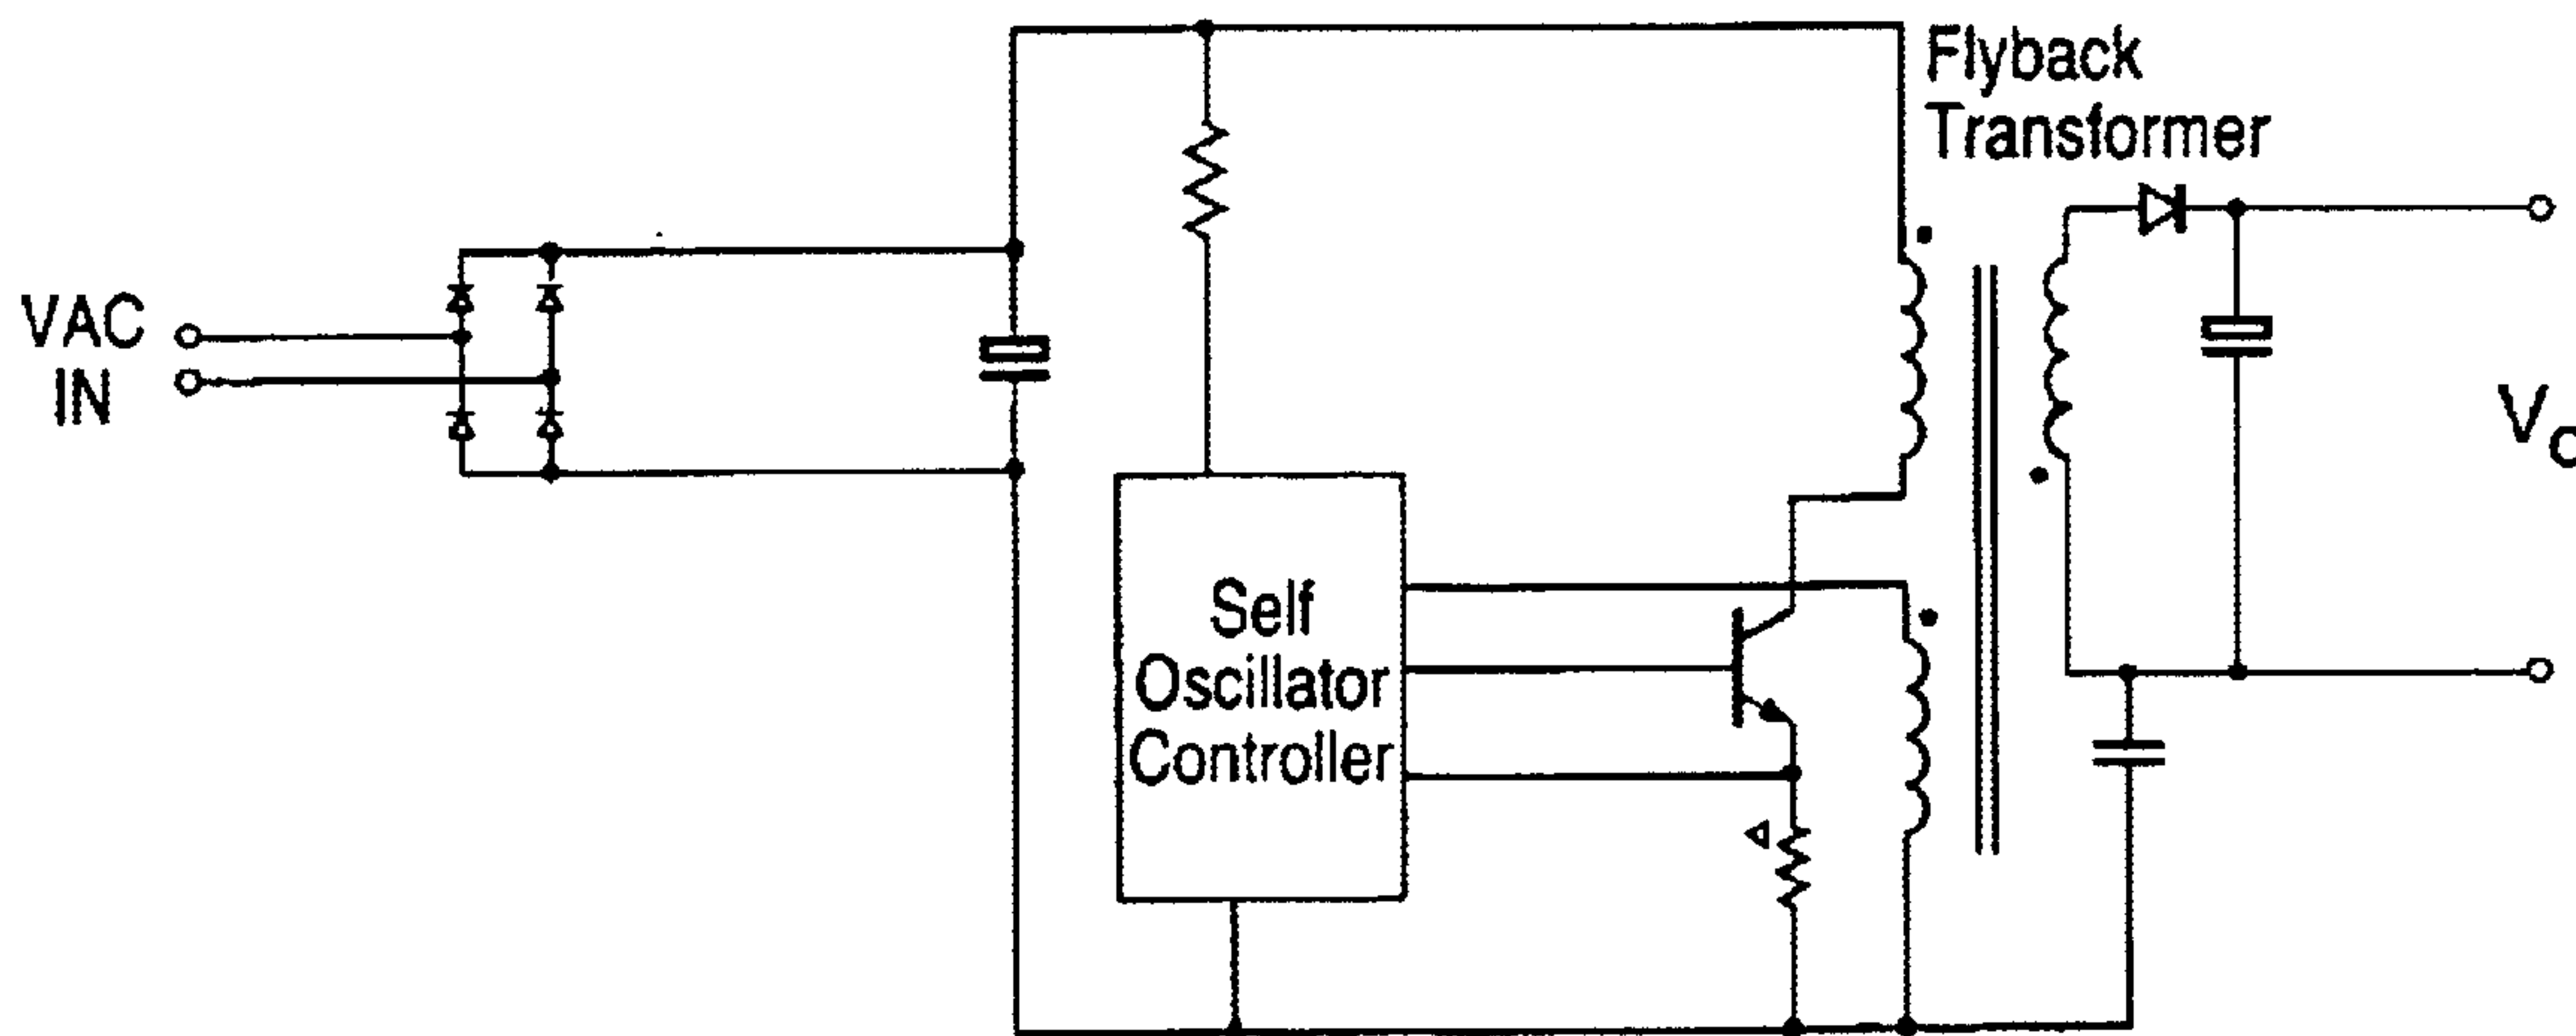 Flyback
Transformer
VAC
IN
Self
Oscillator
Controller
V